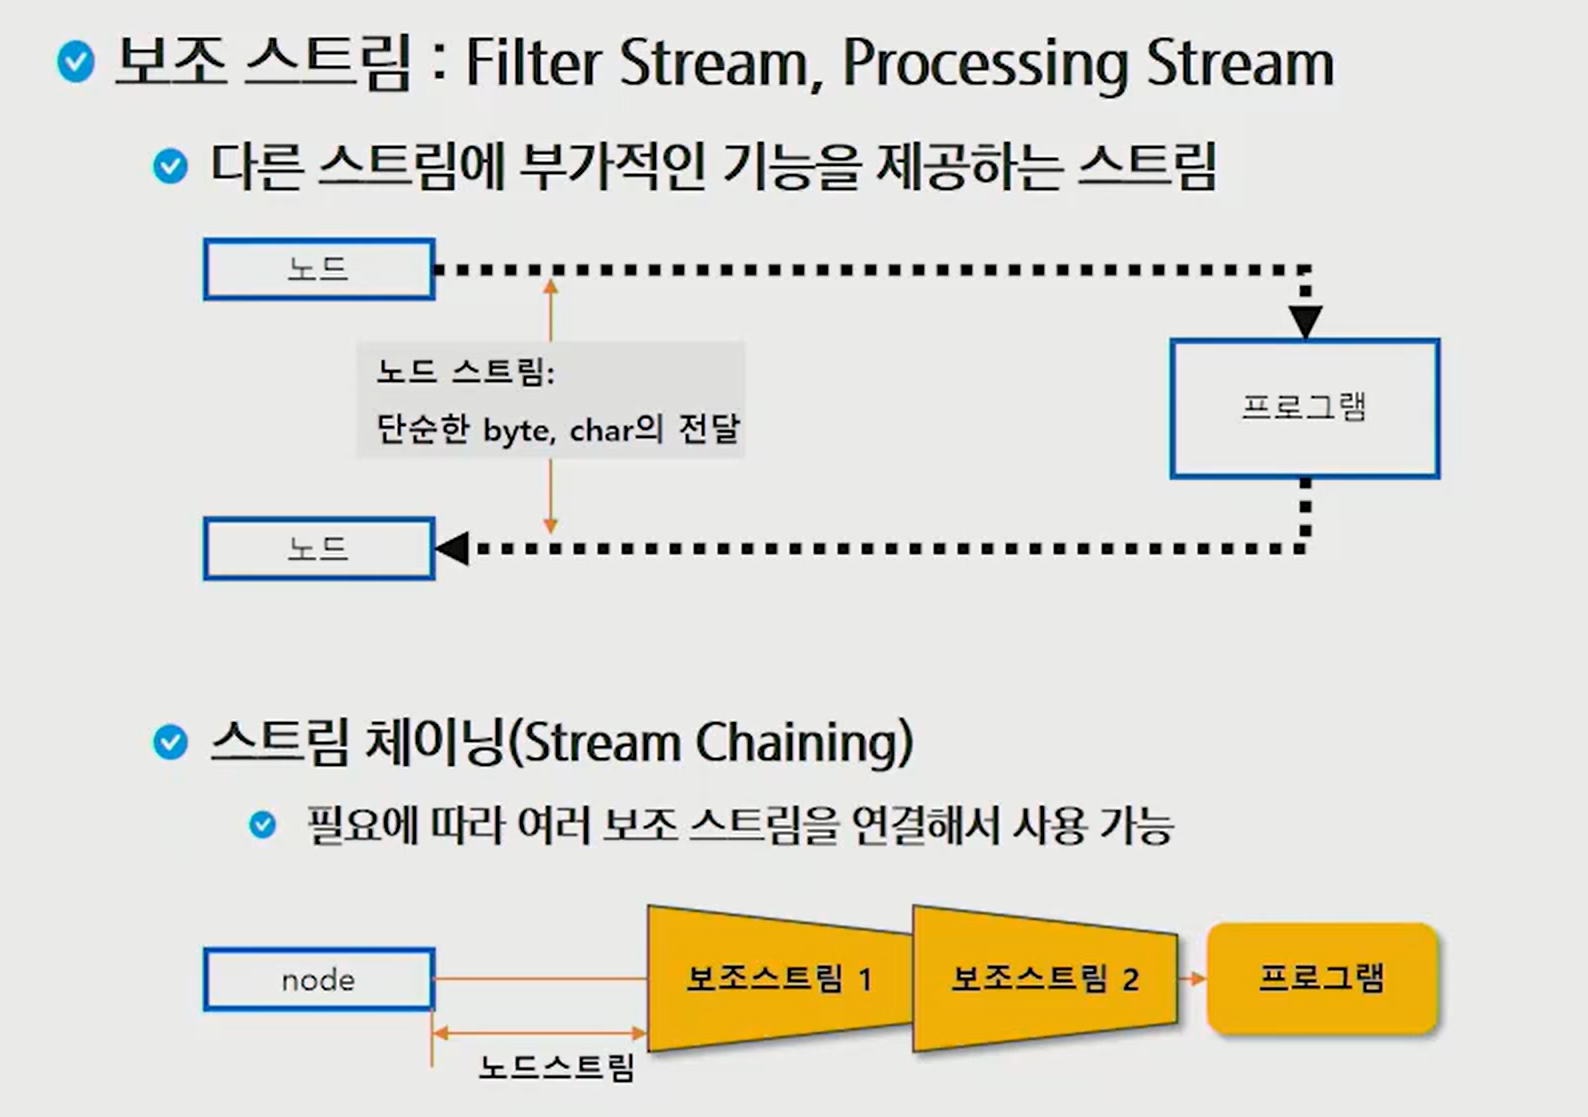 보조 스트림 : Filter Stream, Processing Stream
다른 스트림에 부가적인 기능을 제공하는 스트림
노드
노드 스트림:
단순한 byte, char의 전달
프로그램
노드
스트림 체이닝(Stream Chaining)
필요에 따라 여러 보조 스트림을 연결해서 사용 가능
node
보조스트림 1
보조스트림 2
프로그램
노드스트림